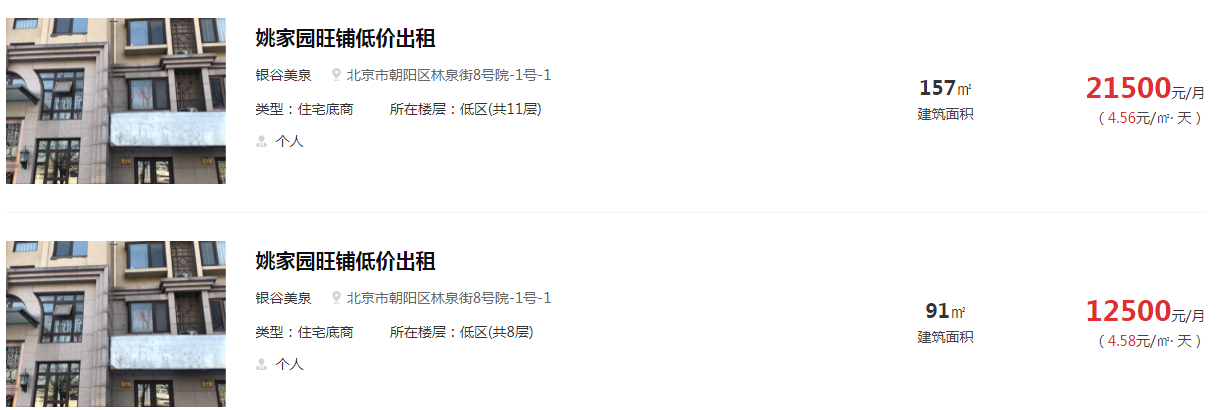 姚家园旺铺低价出租
银谷美泉 北京市朝阳区林泉街8号院-1号-1
类型：住宅底商 所在楼层：低区(共11层)
个人
157㎡
建筑面积
21500元/月
（4.56元/㎡· 天）
姚家园旺铺低价出租
银谷美泉 北京市朝阳区林泉街8号院-1号-1
类型：住宅底商 所在楼层：低区(共8层)
个人
91㎡
建筑面积
12500元/月
（4.58元/㎡· 天）